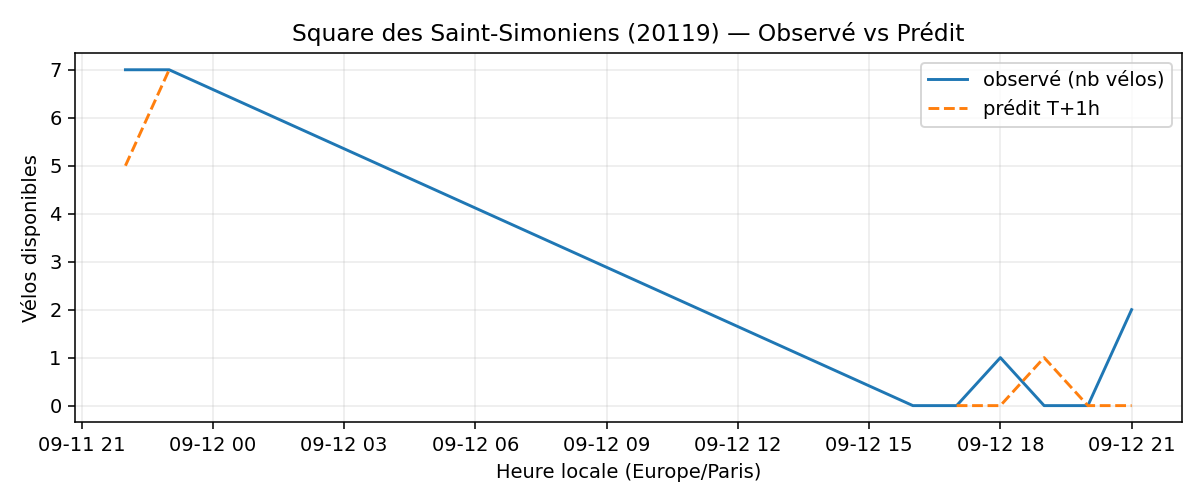 Square des Saint-Simoniens (20119) — Observé vs Prédit
observé (nb vélos)
prédit T+1h
Vélos disponibles
7
6
5
4
3
2
1
0
09-11 21 09-12 00 09-12 03 09-12 06 09-12 09 09-12 12 09-12 15 09-12 18 09-12 21
Heure locale (Europe/Paris)